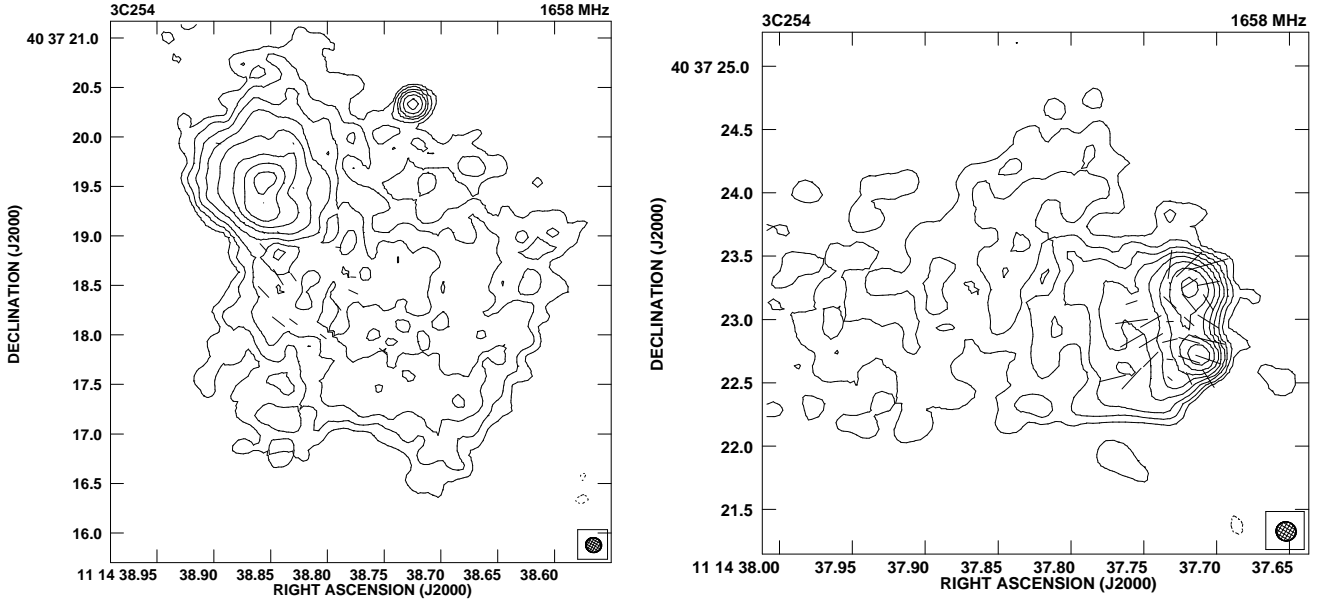 3C254 1658 MHz
40 37 21.0
20.5
20.0
19.5
19.0
18.5
18.0
17.5
17.0
16.5
16.0
DECLINATION (J2000)
11 14 38.95 38.90 38.85 38.80 38.75 38.70 38.65 38.60
RIGHT ASCENSION (J2000)
3C254 1658 MHz
40 37 25.0
24.5
24.0
23.5
23.0
22.5
22.0
21.5
DECLINATION (J2000)
11 14 38.00 37.95 37.90 37.85 37.80 37.75 37.70 37.65
RIGHT ASCENSION (J2000)